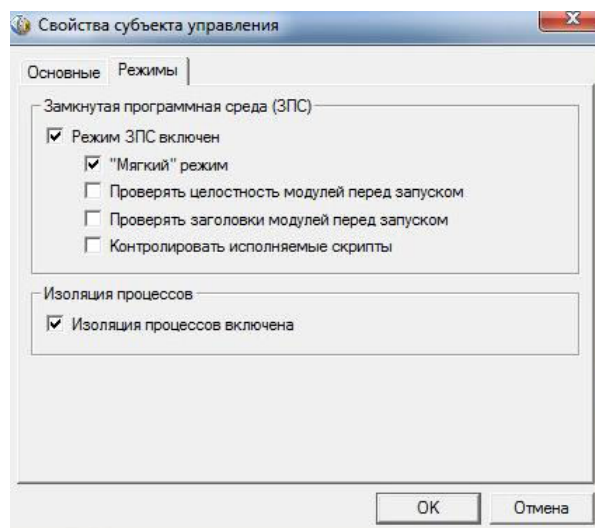 Свойства субъекта управления
Основные Режимы
Замкнутая программная среда (ЗПС)
Режим ЗПС включен
"Мягкий" режим
Проверять целостность модулей перед запуском
Проверять заголовки модулей перед запуском
Контролировать исполняемые скрипты
Изоляция процессов
Изоляция процессов включена
OK Отмена